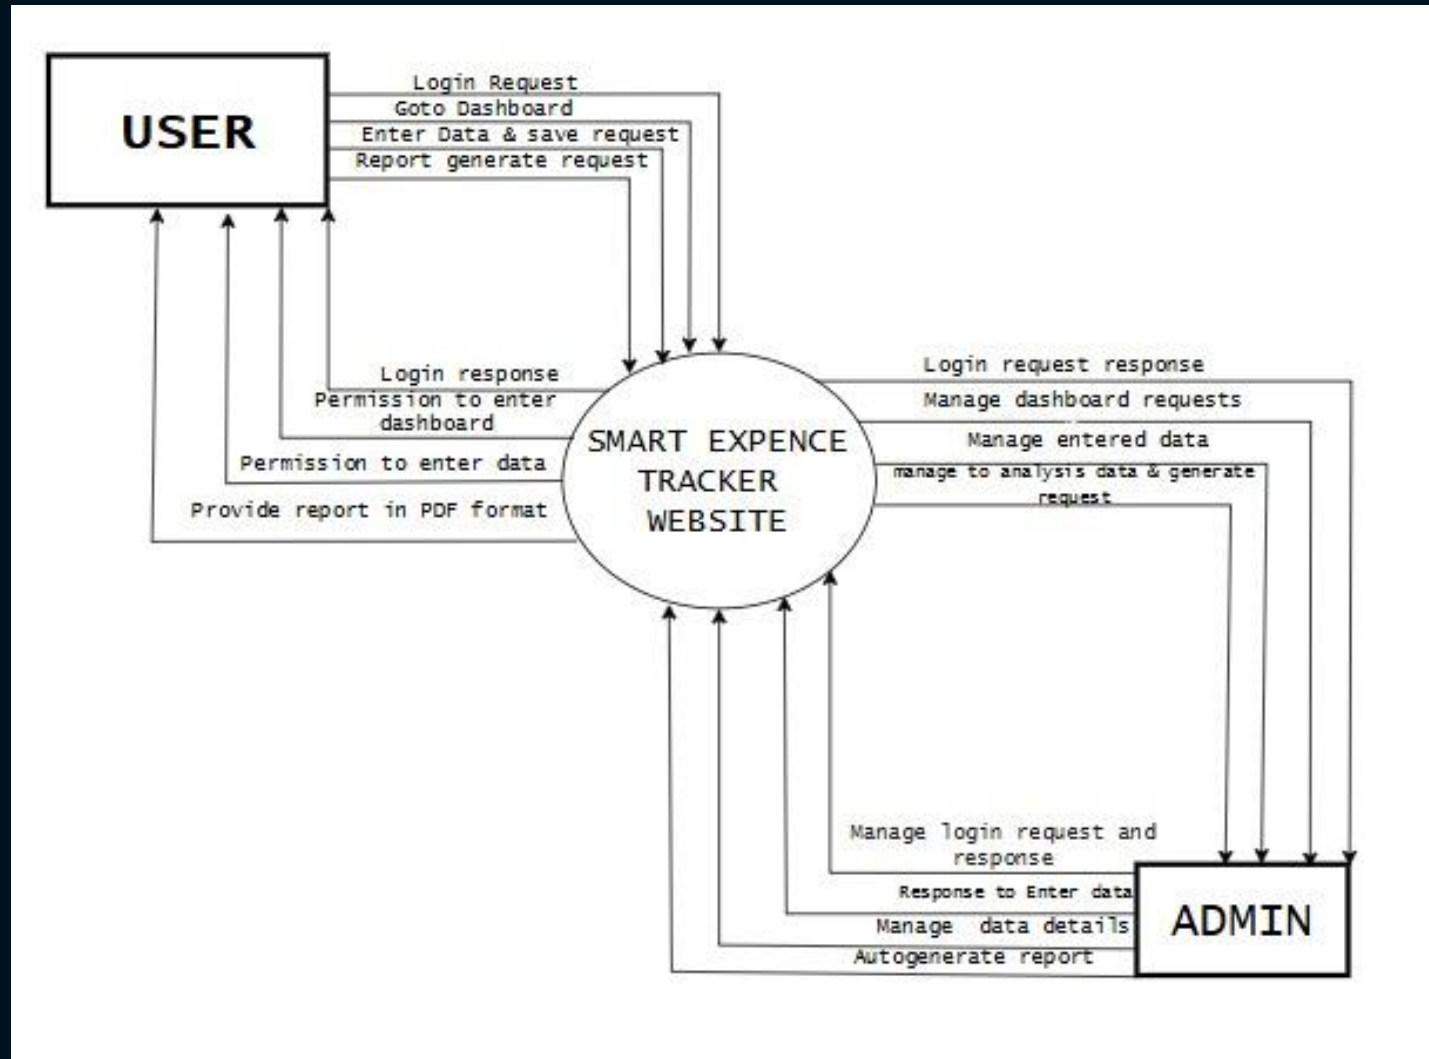 Login Request
Goto Dashboard
USER
Enter Data & save request
Report generate request
Login response
Permission to enter
dashboard
Permission to enter data
Provide report in PDF format
SMART EXPENCE
TRACKER
WEBSITE
Login request response
Manage dashboard requests
Manage entered data
manage to analysis data & generate
request
Manage login request and
response
Response to Enter data
Manage data details
Autogenerate report
ADMIN